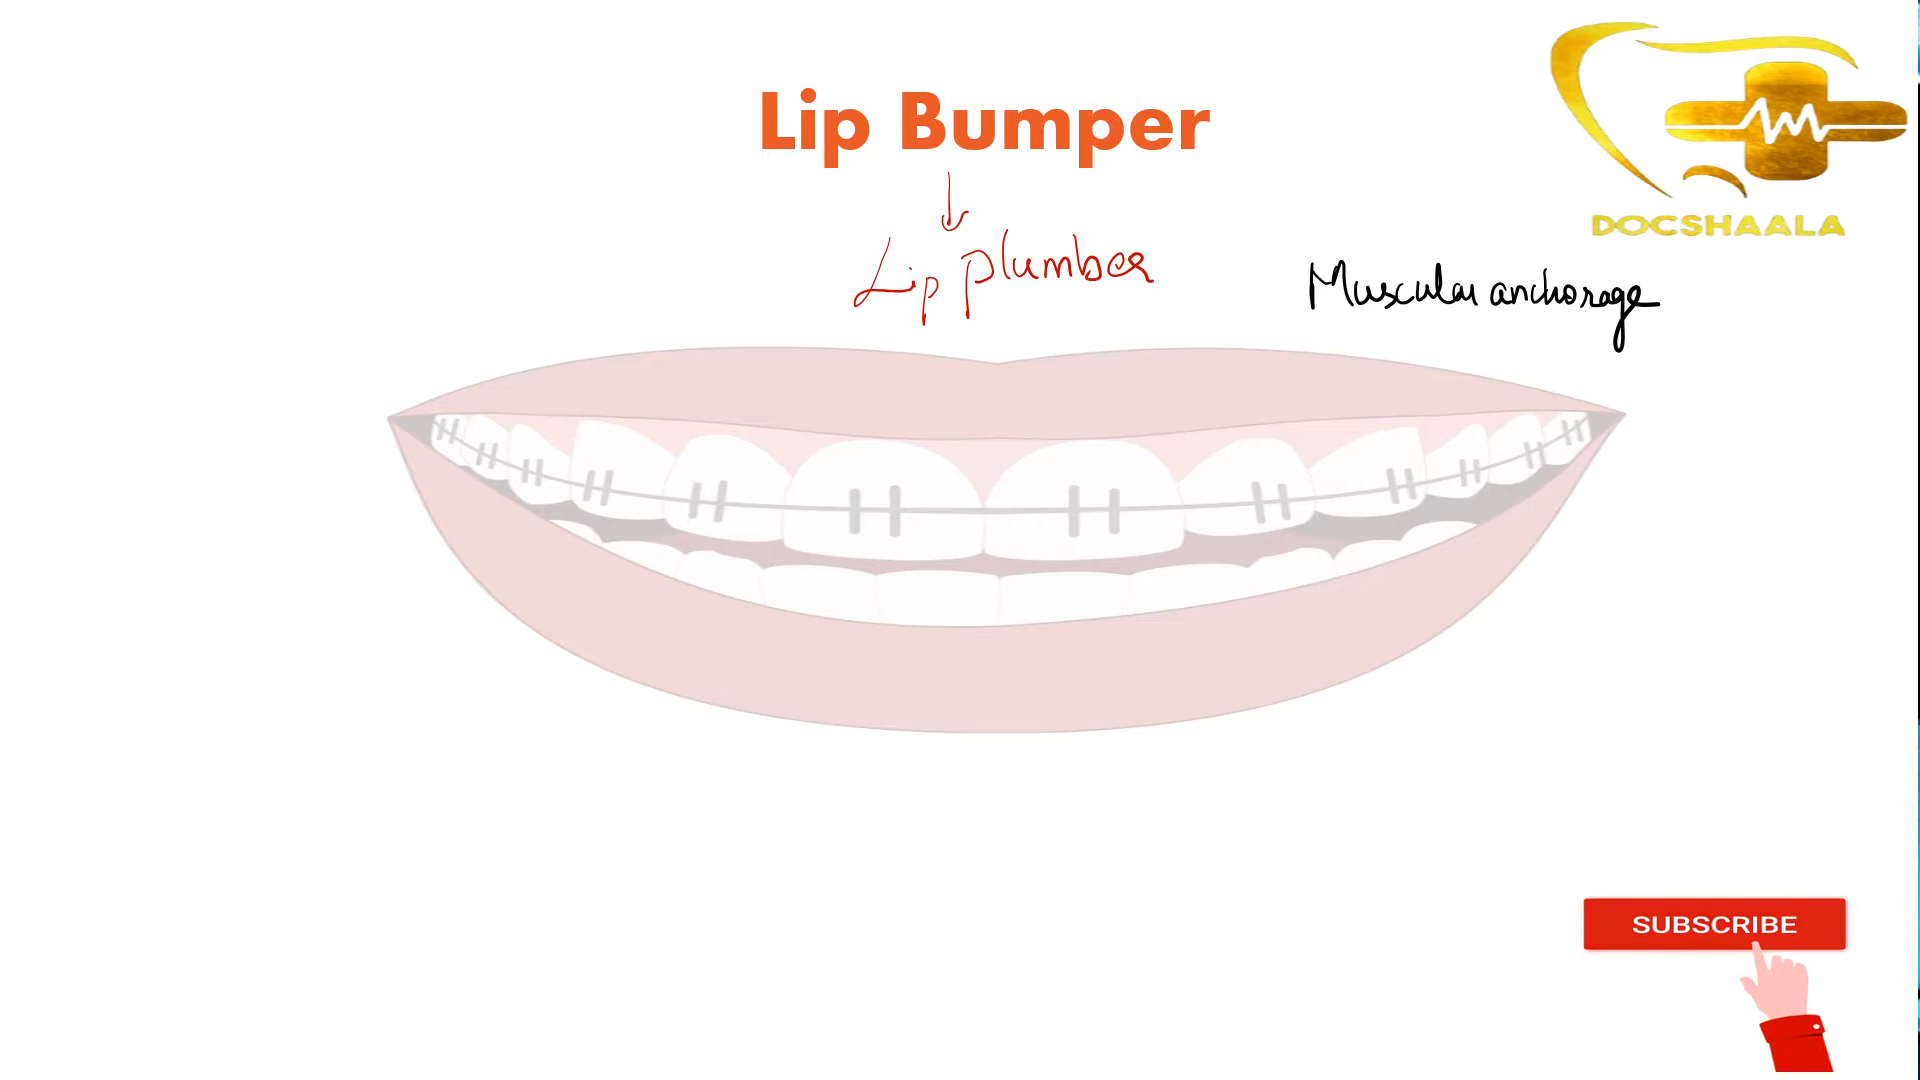 Lip Bumper
DOCSHAALA
Lip plumber
Muscular anchorage
SUBSCRIBE